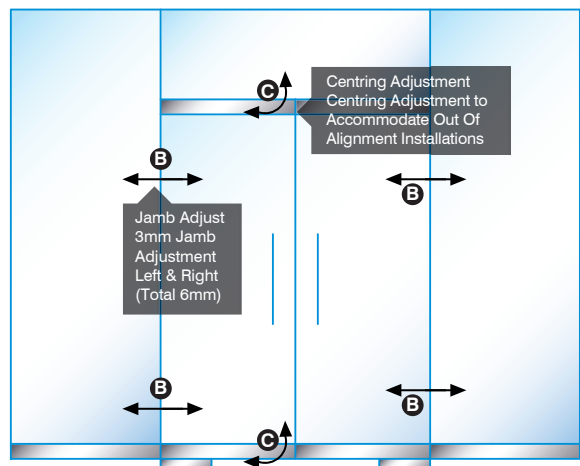 C
Centring Adjustment
Centring Adjustment to
Accommodate Out Of
Alignment Installations
B
B
Jamb Adjust
3mm Jamb
Adjustment
Left & Right
(Total 6mm)
B
B
C